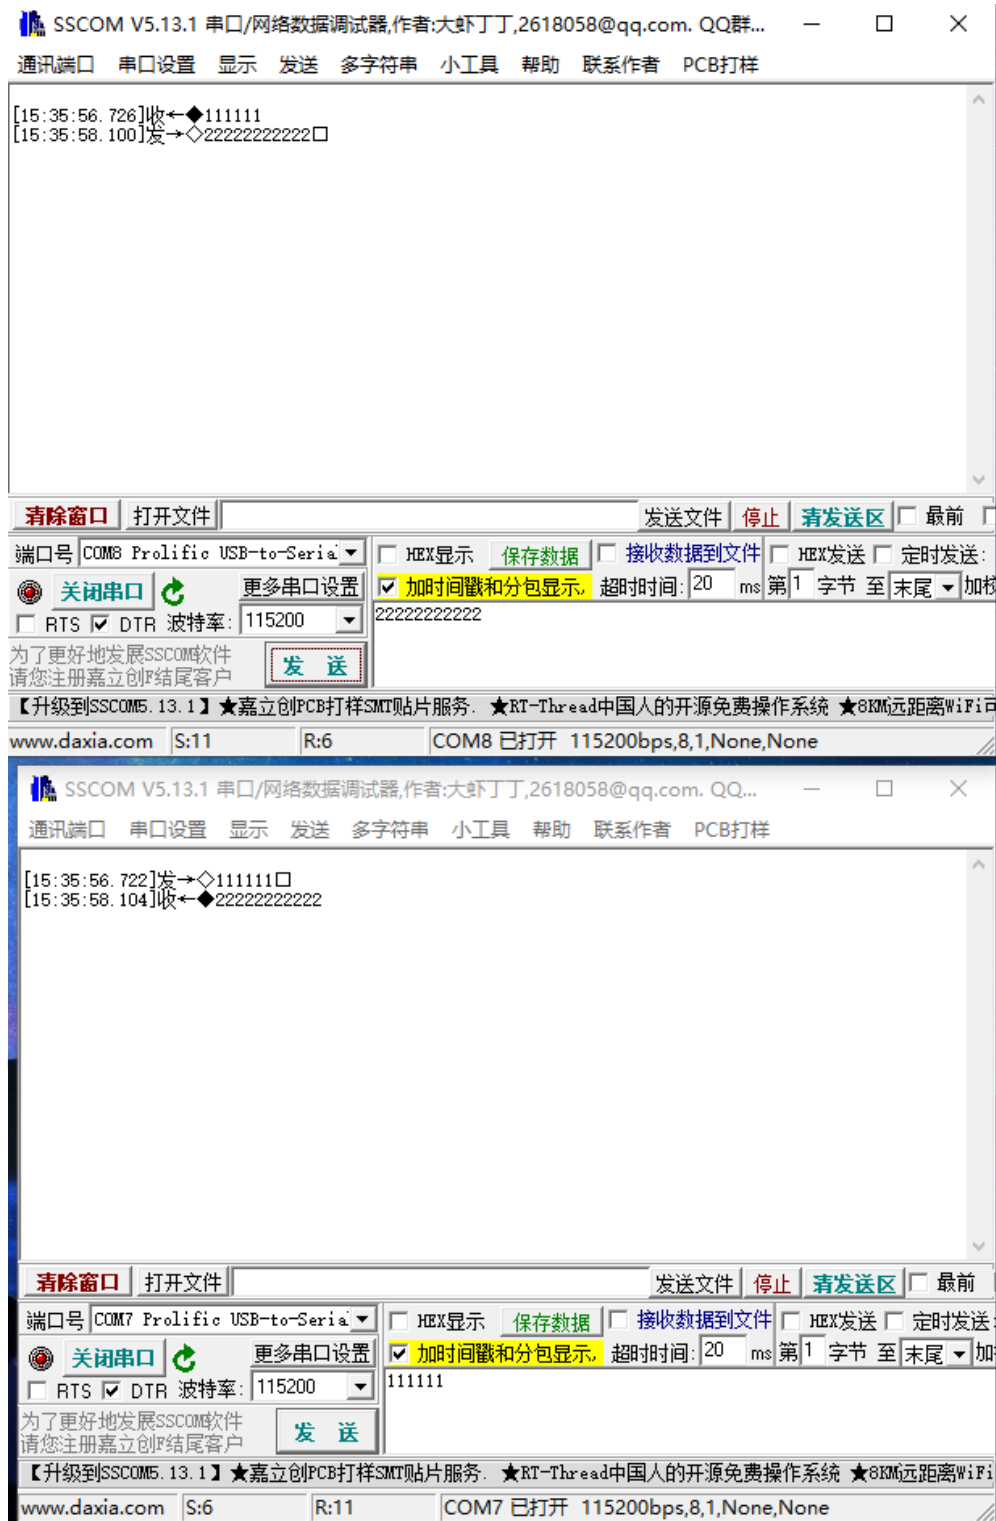 SSCOM V5.13.1 串口/网络数据调试器,作者:大虾丁丁,2618058@qq.com. QQ群...
通讯端口 串口设置 显示 发送 多字符串 小工具 帮助 联系作者 PCB打样
[15:35:56.726]收←◆111111
[15:35:58.100]发→◇22222222222□
清除窗口 打开文件 发送文件 停止 清发送区 最前
端口号 COM8 Prolific USB-to-Seria HEX显示 保存数据 接收数据到文件 HEX发送 定时发送:
关闭串口 更多串口设置 加时间戳和分包显示, 超时时间: 20 ms 第1 字节 至 末尾 加校
RTS DTR 波特率: 115200 22222222222
为了更好地发展SSCOM软件
请您注册嘉立创F结尾客户 发 送
【升级到SSCOM5.13.1】★嘉立创PCB打样SMT贴片服务. ★RT-Thread中国人的开源免费操作系统 ★8KM远距离WiFi可
www.daxia.com S:11 R:6 COM8 已打开 115200bps,8,1,None,None
SSCOM V5.13.1 串口/网络数据调试器,作者:大虾丁丁,2618058@qq.com. QQ...
通讯端口 串口设置 显示 发送 多字符串 小工具 帮助 联系作者 PCB打样
[15:35:56.722]发→◇111111□
[15:35:58.104]收←◆22222222222
清除窗口 打开文件 发送文件 停止 清发送区 最前
端口号 COM7 Prolific USB-to-Seria HEX显示 保存数据 接收数据到文件 HEX发送 定时发送:
关闭串口 更多串口设置 加时间戳和分包显示, 超时时间: 20 ms 第1 字节 至 末尾 加
RTS DTR 波特率: 115200 111111
为了更好地发展SSCOM软件
请您注册嘉立创F结尾客户 发 送
【升级到SSCOM5.13.1】★嘉立创PCB打样SMT贴片服务. ★RT-Thread中国人的开源免费操作系统 ★8KM远距离WiFi
www.daxia.com S:6 R:11 COM7 已打开 115200bps,8,1,None,None